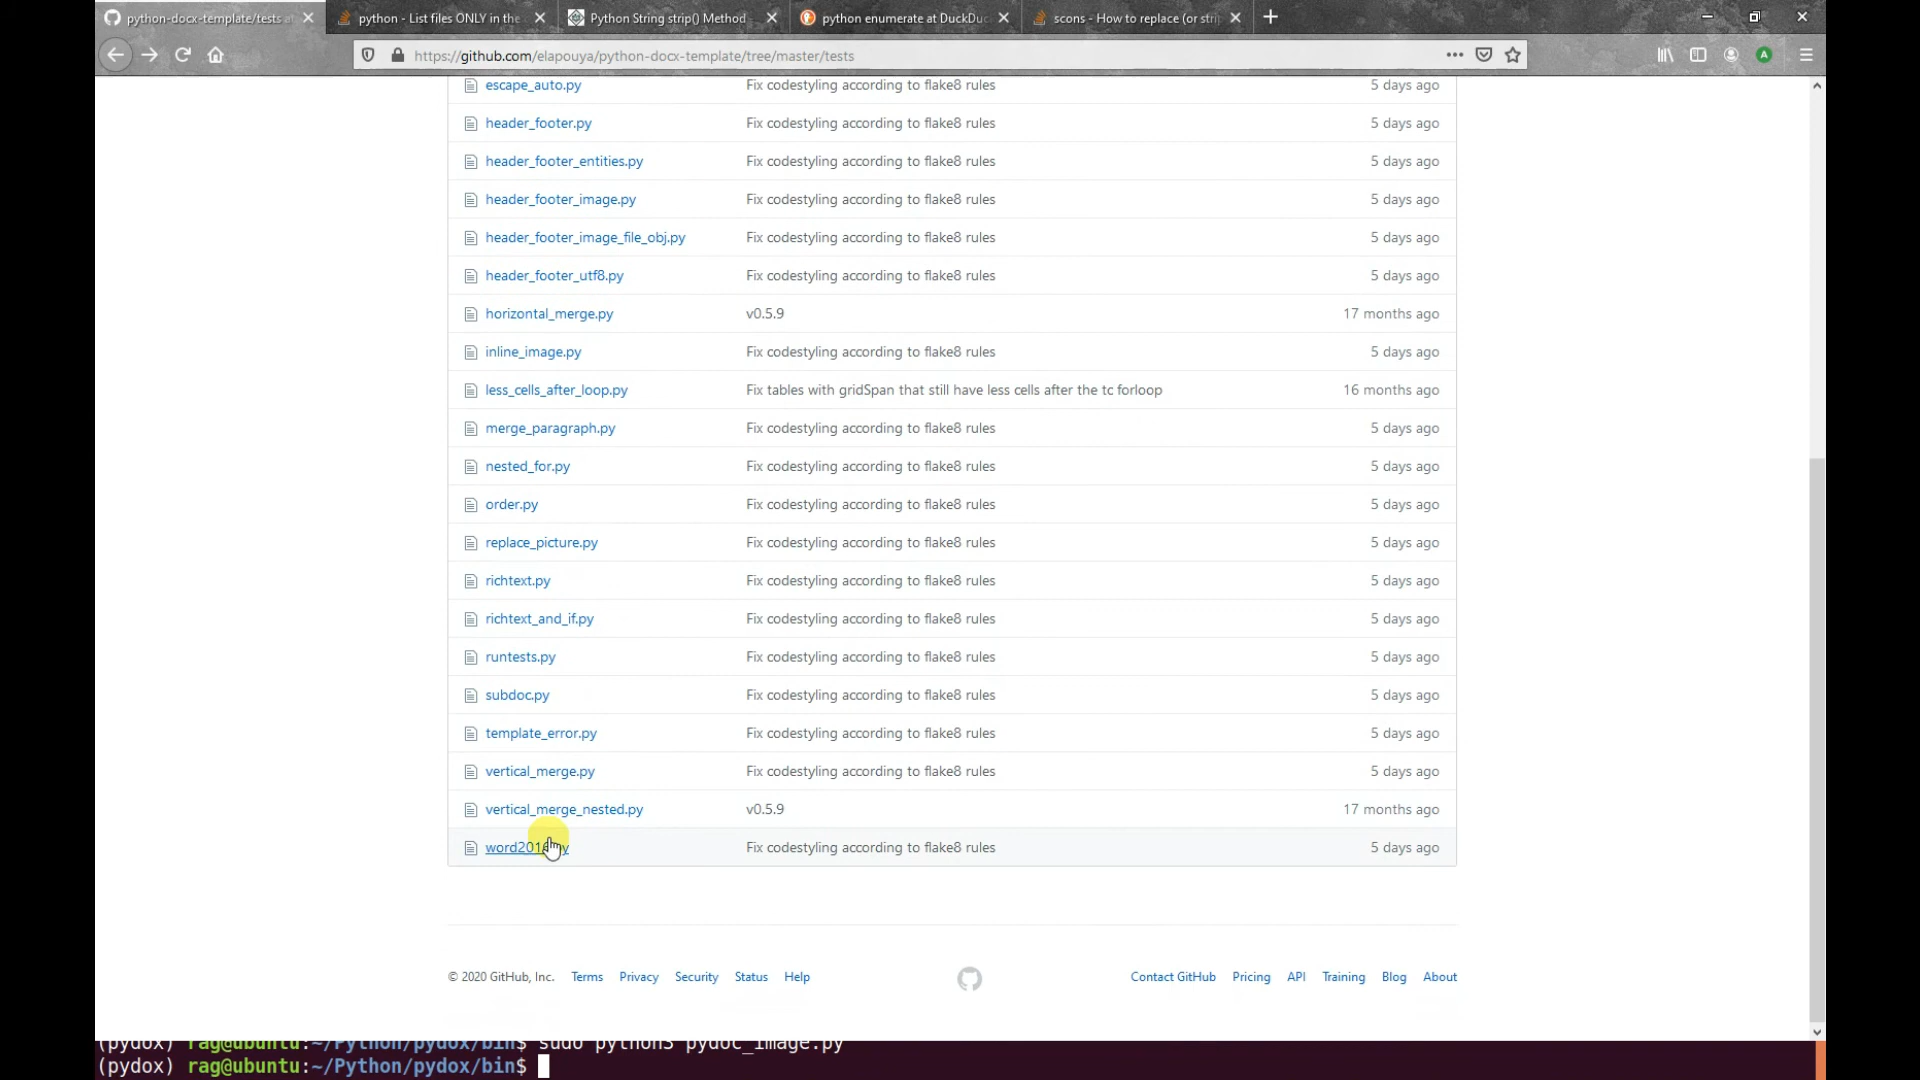 python-docx-template/tests at
python - List files ONLY in the
Python String strip() Method
python enumerate at DuckDuc
scons - How to replace (or stri
https://github.com/elapouya/python-docx-template/tree/master/tests
A
escape_auto.py Fix codestyling according to flake8 rules 5 days ago
header_footer.py Fix codestyling according to flake8 rules 5 days ago
header_footer_entities.py Fix codestyling according to flake8 rules 5 days ago
header_footer_image.py Fix codestyling according to flake8 rules 5 days ago
header_footer_image_file_obj.py Fix codestyling according to flake8 rules 5 days ago
header_footer_utf8.py Fix codestyling according to flake8 rules 5 days ago
horizontal_merge.py v0.5.9 17 months ago
inline_image.py Fix codestyling according to flake8 rules 5 days ago
less_cells_after_loop.py Fix tables with gridSpan that still have less cells after the tc forloop 16 months ago
merge_paragraph.py Fix codestyling according to flake8 rules 5 days ago
nested_for.py Fix codestyling according to flake8 rules 5 days ago
order.py Fix codestyling according to flake8 rules 5 days ago
replace_picture.py Fix codestyling according to flake8 rules 5 days ago
richtext.py Fix codestyling according to flake8 rules 5 days ago
richtext_and_if.py Fix codestyling according to flake8 rules 5 days ago
runtests.py Fix codestyling according to flake8 rules 5 days ago
subdoc.py Fix codestyling according to flake8 rules 5 days ago
template_error.py Fix codestyling according to flake8 rules 5 days ago
vertical_merge.py Fix codestyling according to flake8 rules 5 days ago
vertical_merge_nested.py v0.5.9 17 months ago
Fix codestyling according to flake8 rules 5 days ago
© 2020 GitHub, Inc. Terms Privacy Security Status Help Contact GitHub Pricing API Training Blog About
(pydox) rag@ubuntu:~/Python/pydox/bin$ sudo python3 pydoc_image.py
(pydox) rag@ubuntu:~/Python/pydox/bin$